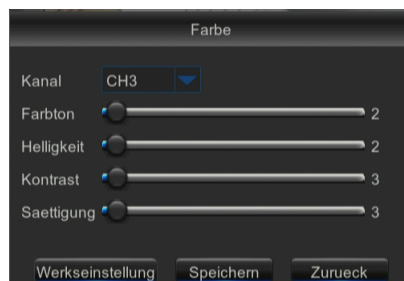 Farbe
Kanal CH3
Farbton 2
Helligkeit 2
Kontrast 3
Saettigung 3
Werkseinstellung Speichern Zurueck